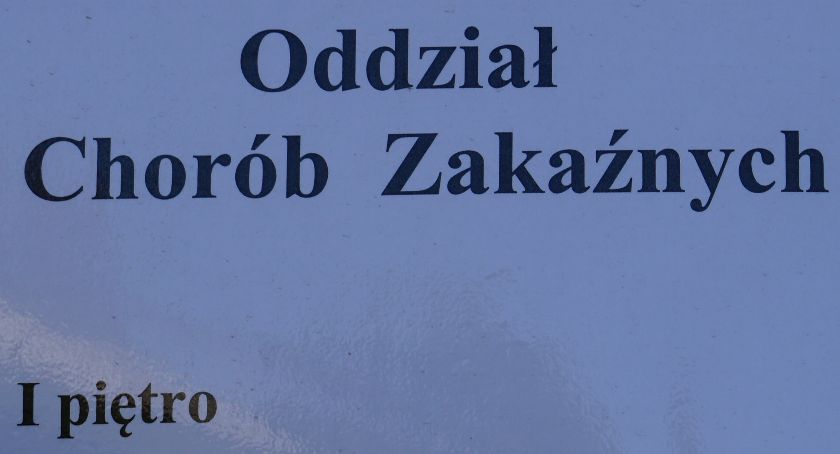 Oddział
Chorób Zakaźnych
I piętro